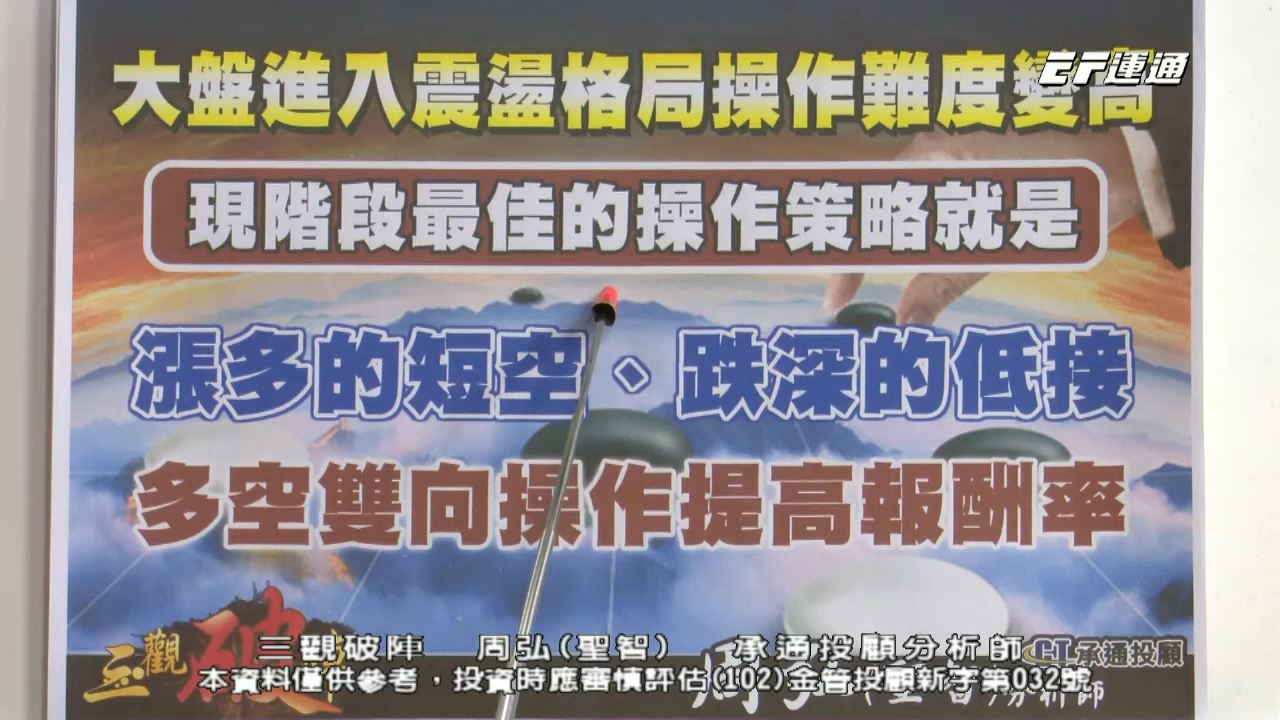 大盤進入震盪格局操作難度變高
EF運通
現階段最佳的操作策略就是
漲多的短空、跌深的低接
多空雙向操作提高報酬率
三觀破陣 周弘(聖智) 承通投顧分析師
CT承通投顧
本資料僅供參考，投資時應審慎評估(102)金管投顧新字第032號